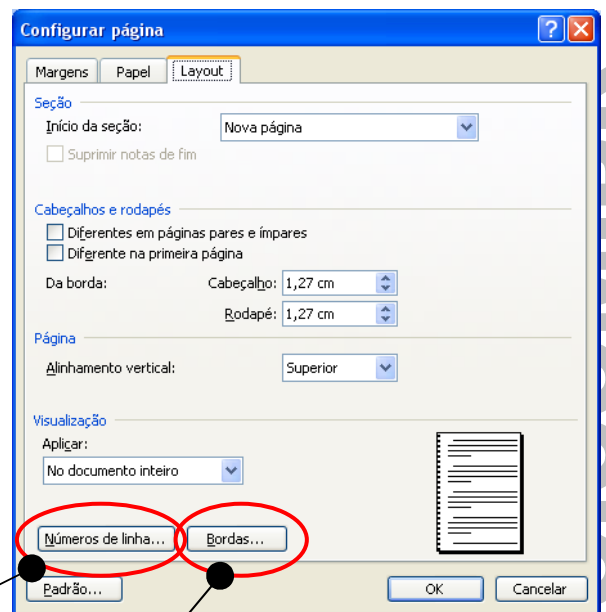 Configurar página
Margens Papel Layout
Seção
Início da seção: Nova página
Suprimir notas de fim
Cabeçalhos e rodapés
Diferentes em páginas pares e ímpares
Diferente na primeira página
Da borda: Cabeçalho: 1,27 cm
Rodapé: 1,27 cm
Página
Alinhamento vertical: Superior
Visualização
Aplicar:
No documento inteiro
Números de linha... Bordas...
Padrão... OK Cancelar